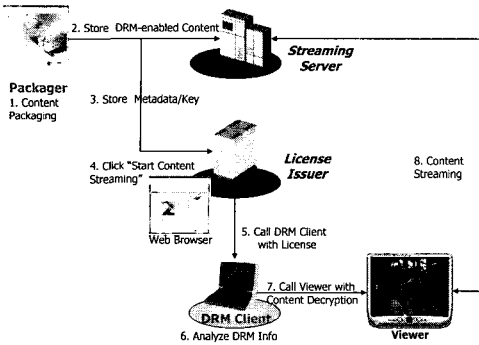 2. Store DRM-enabled Content
Streaming
Server
Packager
1. Content
Packaging
3. Store Metadata/Key
4. Click "Start Content
Streaming"
License
Issuer
8. Content
Streaming
Web Browser
5. Call DRM Client
with License
7. Call Viewer with
Content Decryption
DRM Client
6. Analyze DRM Info
Viewer